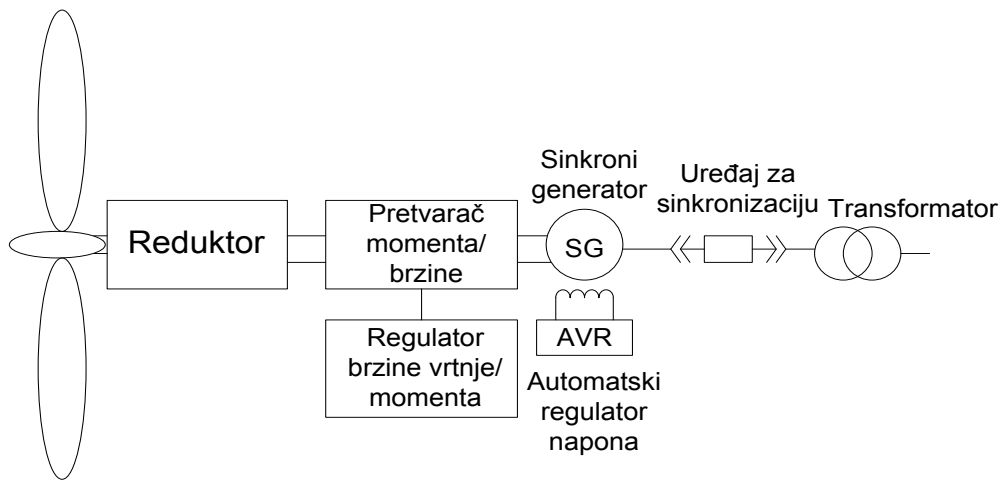 Reduktor
Pretvarač
momenta/
brzine
Regulator
brzine vrtnje/
momenta
Sinkroni
generator
SG
AVR
Automatski
regulator
napona
Uređaj za
sinkronizaciju
Transformator